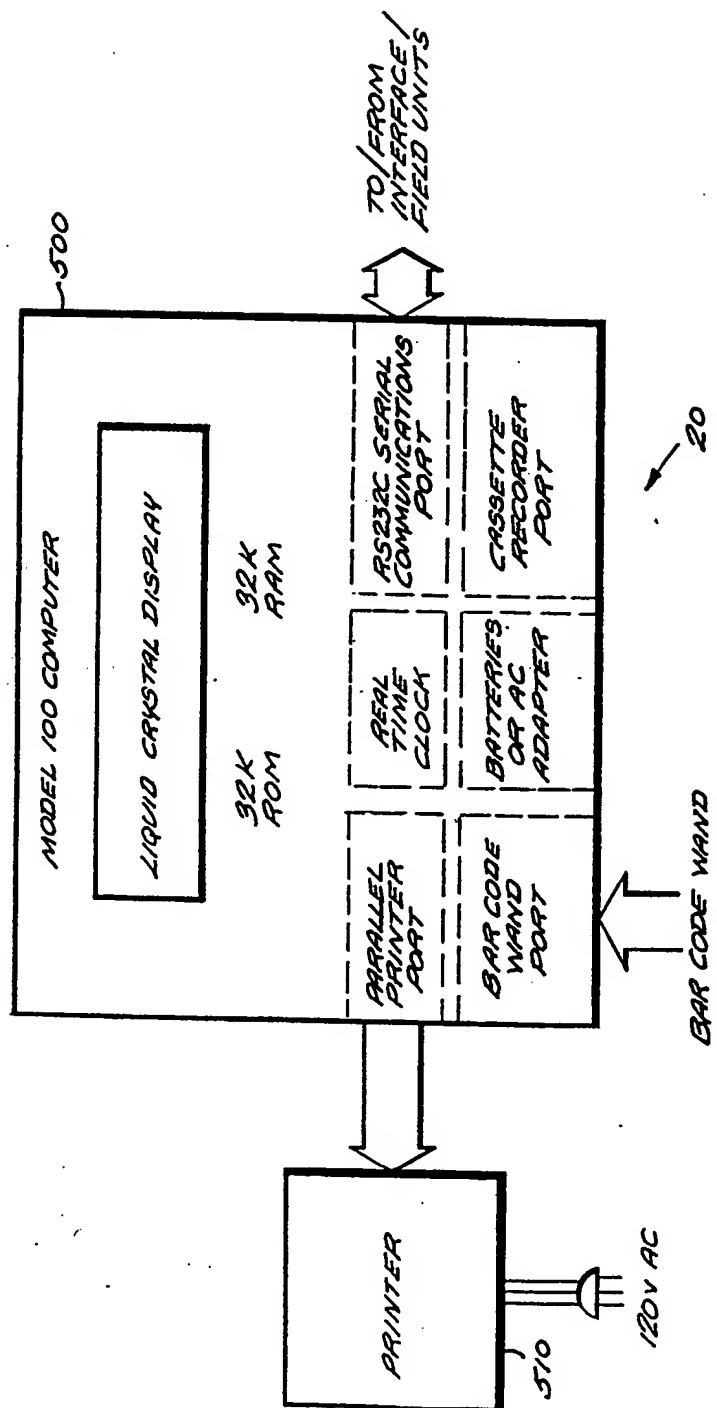 MODEL 100 COMPUTER
500
LIQUID CRYSTAL DISPLAY
32K
ROM
32K
RAM
PARALLEL
PRINTER
PORT
REAL
TIME
CLOCK
RS232C SERIAL
COMMUNICATIONS
PORT
BAR CODE
WAND
PORT
BATTERIES
OR AC
ADAPTER
CASSETTE
RECORDER
PORT
TO/FROM
INTERFACE/
FIELD UNITS
PRINTER
510
120V AC
BAR CODE WAND
20